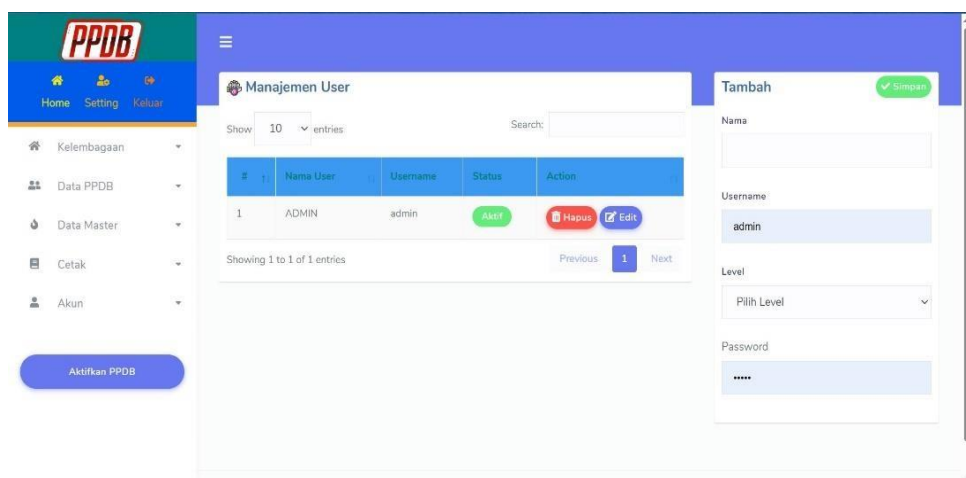 PPDB
Home Setting Keluar
Kelembagaan
Data PPDB
Data Master
Cetak
Akun
Aktifkan PPDB
Manajemen User
Show 10 entries
Search:
# Nama User Username Status Action
1 ADMIN admin Aktif Hapus Edit
Showing 1 to 1 of 1 entries
Previous 1 Next
Tambah Simpan
Nama
Username
admin
Level
Pilih Level
Password
•••••